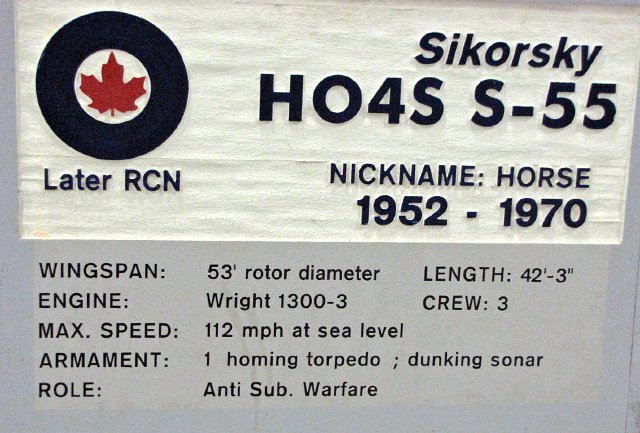 Sikorsky
HO4S S-55
Later RCN
NICKNAME: HORSE
1952 - 1970
WINGSPAN: 53' rotor diameter LENGTH: 42'-3"
ENGINE: Wright 1300-3 CREW: 3
MAX. SPEED: 112 mph at sea level
ARMAMENT: 1 homing torpedo ; dunking sonar
ROLE: Anti Sub. Warfare